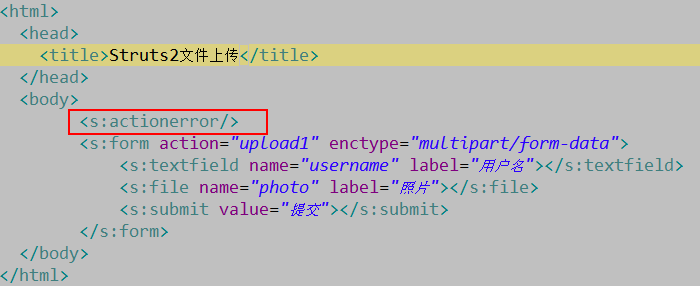 <html>
<head>
<title>Struts2文件上传</title>
</head>
<body>
<s:actionerror/>
<s:form action="upload1" enctype="multipart/form-data">
<s:textfield name="username" label="用户名"></s:textfield>
<s:file name="photo" label="照片"></s:file>
<s:submit value="提交"></s:submit>
</s:form>
</body>
</html>